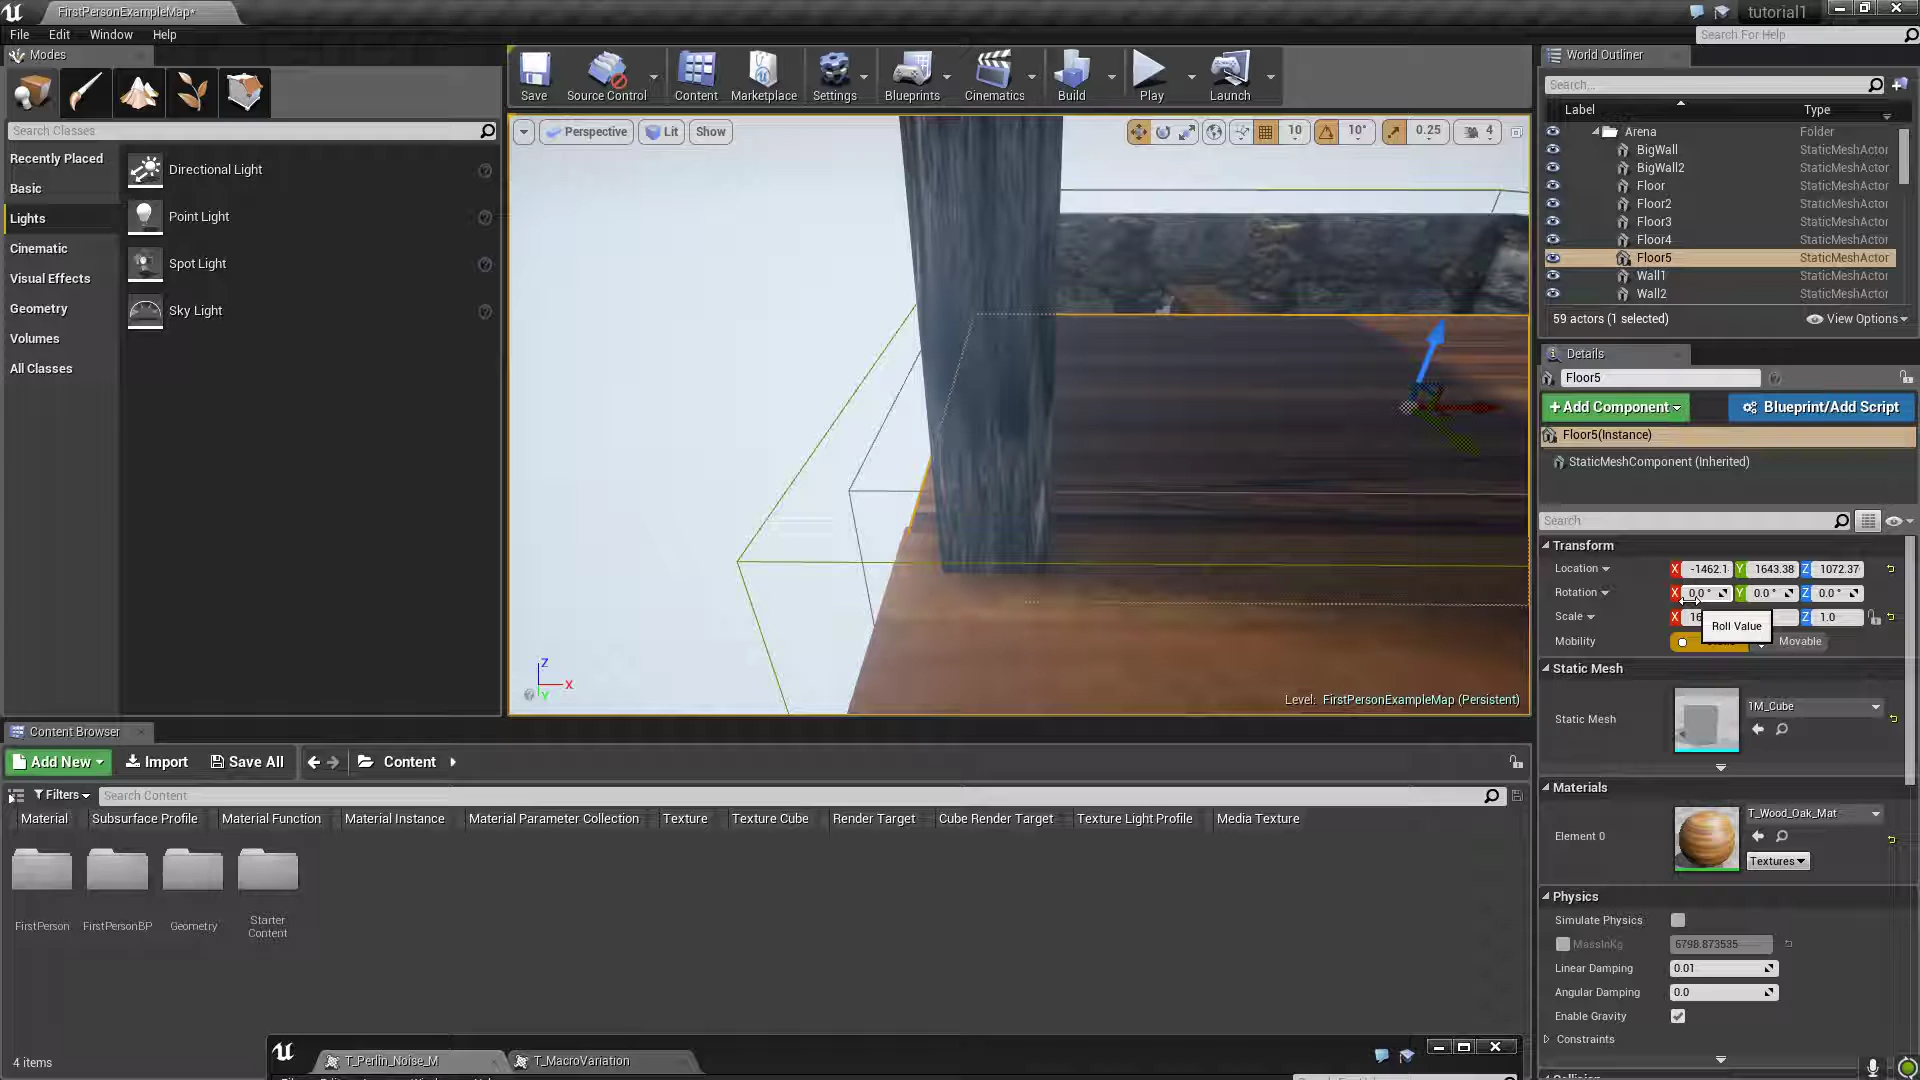 FirstPersonExampleMap*
tutorial1
File Edit Window Help
Search For Help
Modes
Save Source Control Content Marketplace Settings Blueprints Cinematics Build Play Launch
World Outliner
Search...
Search Classes
Label Type
Perspective Lit Show 10 10° 0.25 4
Arena Folder
BigWall StaticMeshActor
BigWall2 StaticMeshActor
Floor StaticMeshActor
Floor2 StaticMeshActor
Floor3 StaticMeshActor
Floor4 StaticMeshActor
Floor5 StaticMeshActor
Wall1 StaticMeshActor
Wall2 StaticMeshActor
59 actors (1 selected) View Options
Recently Placed
Basic
Lights
Cinematic
Visual Effects
Geometry
Volumes
All Classes
Directional Light
Point Light
Spot Light
Sky Light
Details
Floor5
+Add Component Blueprint/Add Script
Floor5(Instance)
StaticMeshComponent (Inherited)
Search
Transform
Location X -1462.1 Y 1643.38 Z 1072.37
Rotation X 0.0 ° Y 0.0 ° Z 0.0 °
Scale X 16 Z 1.0
Roll Value
Mobility Movable
Static Mesh
Static Mesh 1M_Cube
Z
X
Y
Level: FirstPersonExampleMap (Persistent)
Materials
Element 0 T_Wood_Oak_Mat
Textures
Physics
Simulate Physics
MassInKg 6798.873535
Linear Damping 0.01
Angular Damping 0.0
Enable Gravity
Constraints
Content Browser
Add New Import Save All Content
Filters Search Content
Material Subsurface Profile Material Function Material Instance Material Parameter Collection Texture Texture Cube Render Target Cube Render Target Texture Light Profile Media Texture
FirstPerson FirstPersonBP Geometry Starter Content
4 items
T_Perlin_Noise_M T_MacroVariation